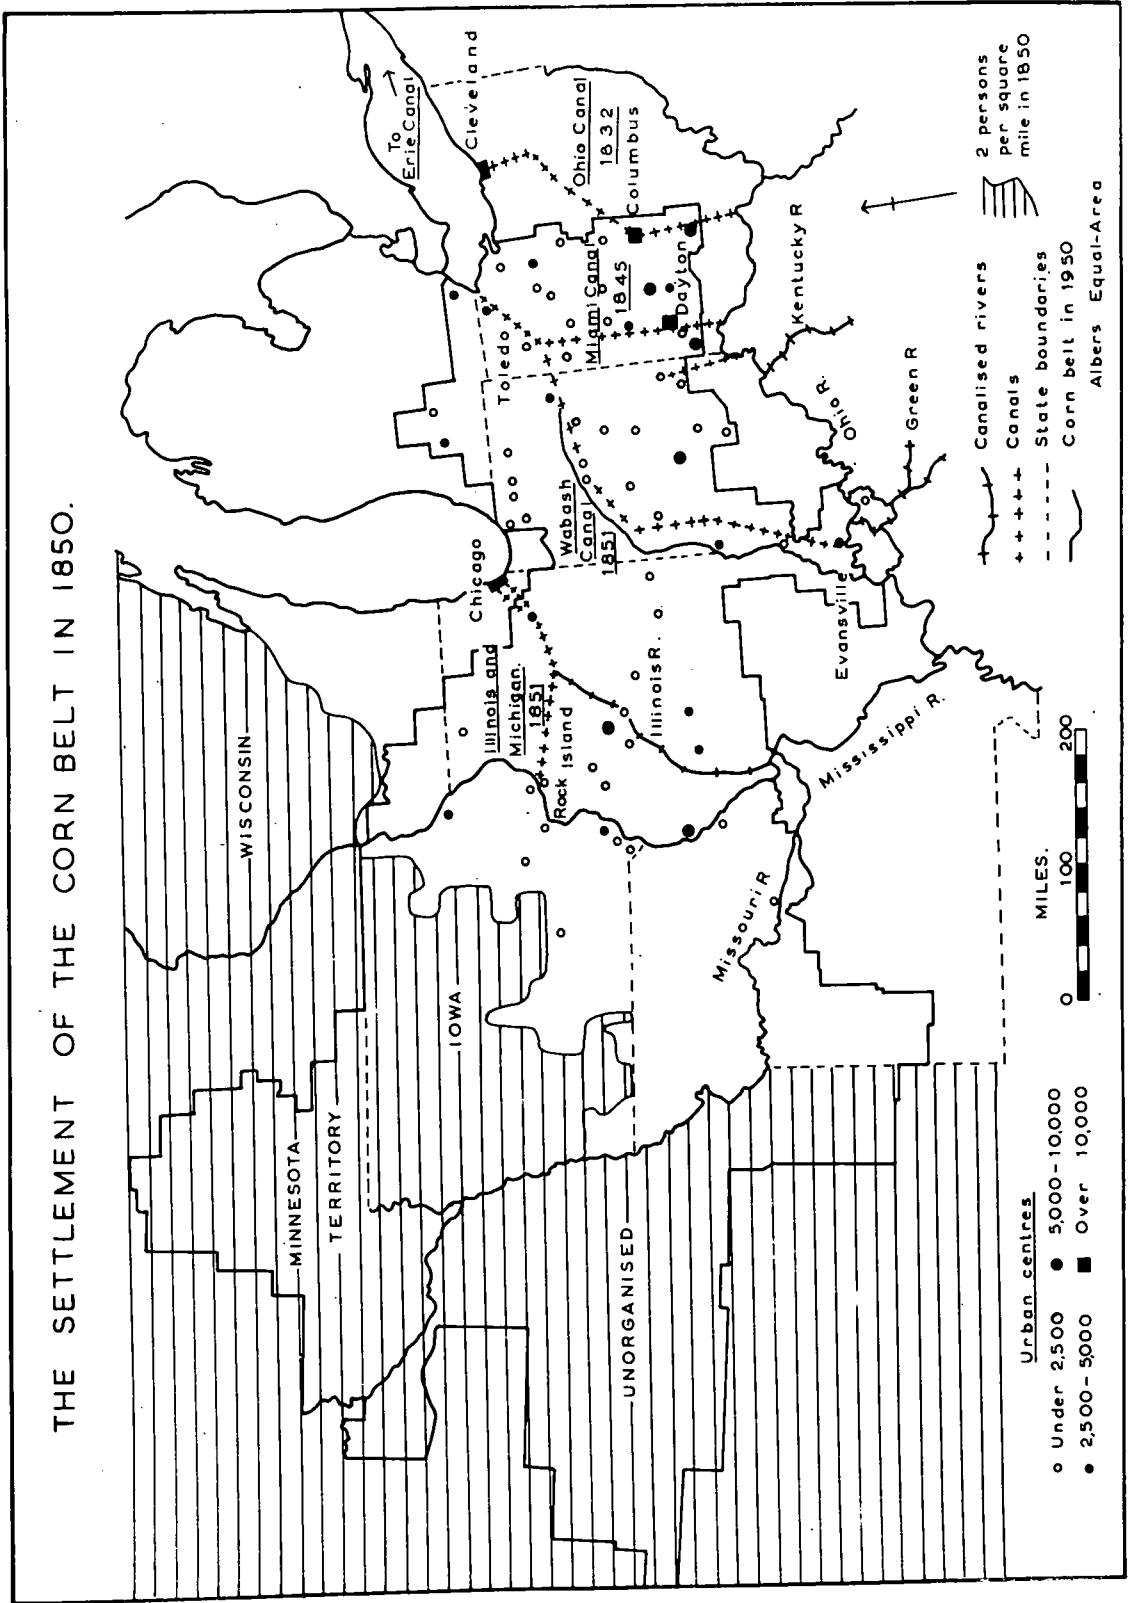 THE SETTLEMENT OF THE CORN BELT IN 1850.
WISCONSN
MINNESOTA
TERRITORY
IOWA
UNORGANISED
To
Erie Canal
Cleveland
Ohio Canal
1832
Columbus
Miami Canal
1845
Dayton
Toledo
Chicago
Wabash
Canal
1851
Illinois and
Michigan.
1851
Rock
Island
Illinois R.
Evansville
Ohio R.
Green R
Kentucky R
Mississippi R.
Missouri R
Urban centres
Under 2,500
5,000-10,000
2,500-5,000
Over 10,000
MILES.
0 100 200
Canalised rivers
Canals
State boundaries
Corn belt in 1950
2 persons
per square
mile in 1850
Albers Equal-Area